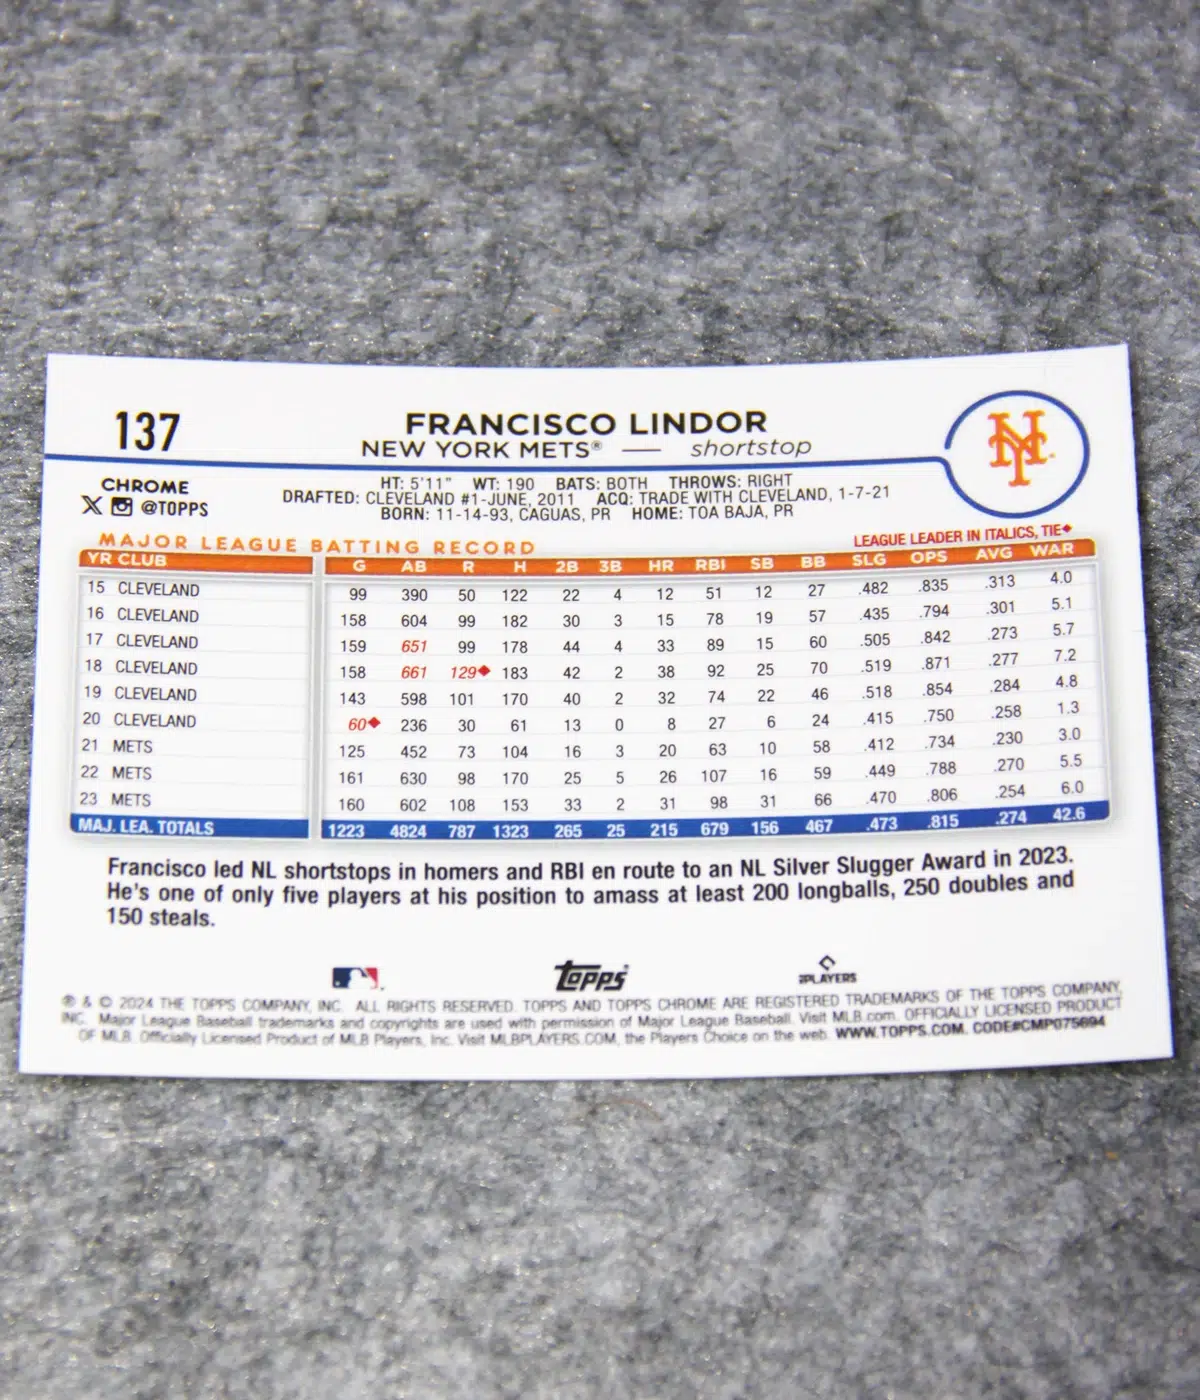 137
FRANCISCO LINDOR
NEW YORK METS® — shortstop
NY
CHROME
@TOPPS
HT: 5'11" WT: 190 BATS: BOTH THROWS: RIGHT
DRAFTED: CLEVELAND #1-JUNE, 2011 ACQ: TRADE WITH CLEVELAND, 1-7-21
BORN: 11-14-93, CAGUAS, PR HOME: TOA BAJA, PR
MAJOR LEAGUE BATTING RECORD
LEAGUE LEADER IN ITALICS, TIE◆
YR CLUB G AB R H 2B 3B HR RBI SB BB SLG OPS AVG WAR
15 CLEVELAND 99 390 50 122 22 4 12 51 12 27 .482 .835 .313 4.0
16 CLEVELAND 158 604 99 182 30 3 15 78 19 57 .435 .794 .301 5.1
17 CLEVELAND 159 651 99 178 44 4 33 89 15 60 .505 .842 .273 5.7
18 CLEVELAND 158 661 129◆ 183 42 2 38 92 25 70 .519 .871 .277 7.2
19 CLEVELAND 143 598 101 170 40 2 32 74 22 46 .518 .854 .284 4.8
20 CLEVELAND 60◆ 236 30 61 13 0 8 27 6 24 .415 .750 .258 1.3
21 METS 125 452 73 104 16 3 20 63 10 58 .412 .734 .230 3.0
22 METS 161 630 98 170 25 5 26 107 16 59 .449 .788 .270 5.5
23 METS 160 602 108 153 33 2 31 98 31 66 .470 .806 .254 6.0
MAJ. LEA. TOTALS 1223 4824 787 1323 265 25 215 679 156 467 .473 .815 .274 42.6
Francisco led NL shortstops in homers and RBI en route to an NL Silver Slugger Award in 2023.
He's one of only five players at his position to amass at least 200 longballs, 250 doubles and
150 steals.
topps
PLAYERS
® & © 2024 THE TOPPS COMPANY, INC. ALL RIGHTS RESERVED. TOPPS AND TOPPS CHROME ARE REGISTERED TRADEMARKS OF THE TOPPS COMPANY,
INC. Major League Baseball trademarks and copyrights are used with permission of Major League Baseball. Visit MLB.com. OFFICIALLY LICENSED PRODUCT
OF MLB. Officially Licensed Product of MLB Players, Inc. Visit MLBPLAYERS.COM, the Players Choice on the web. WWW.TOPPS.COM. CODE#CMP075694